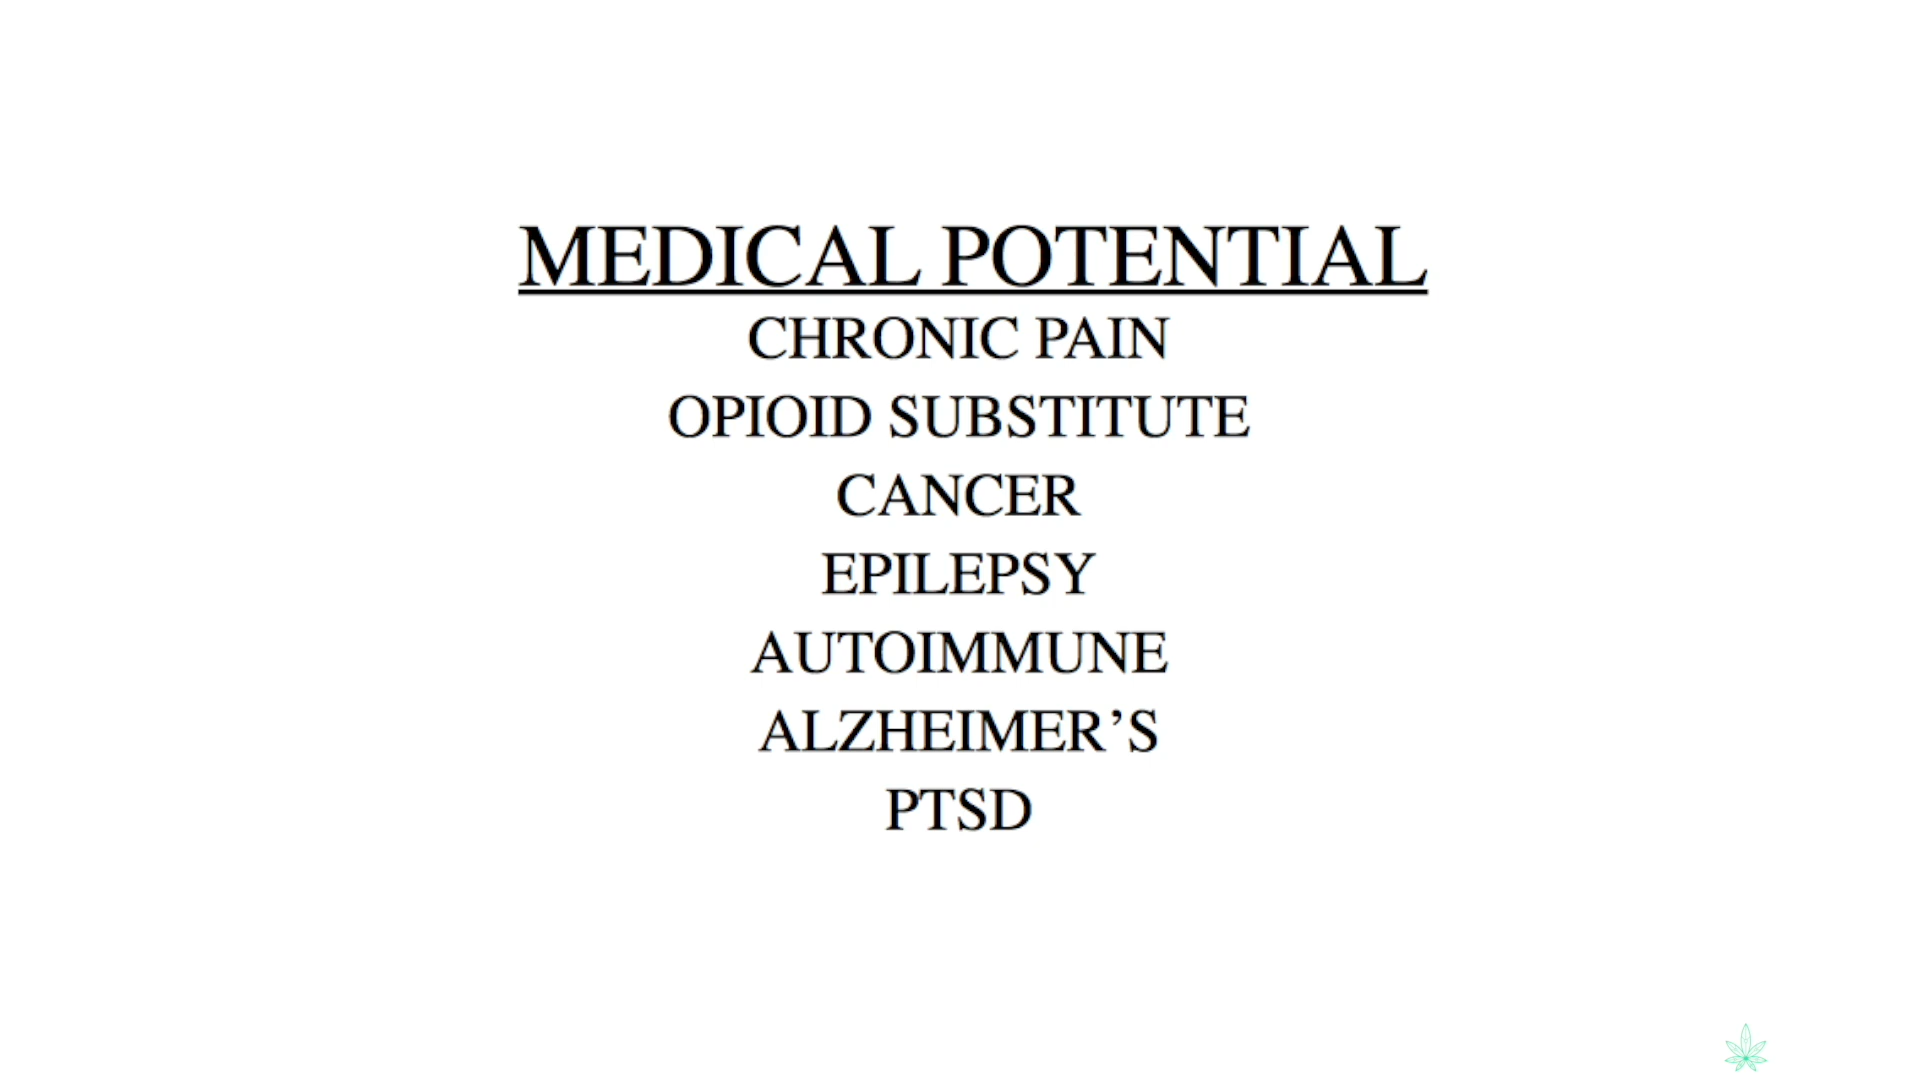 MEDICAL POTENTIAL
CHRONIC PAIN
OPIOID SUBSTITUTE
CANCER
EPILEPSY
AUTOIMMUNE
ALZHEIMER’S
PTSD